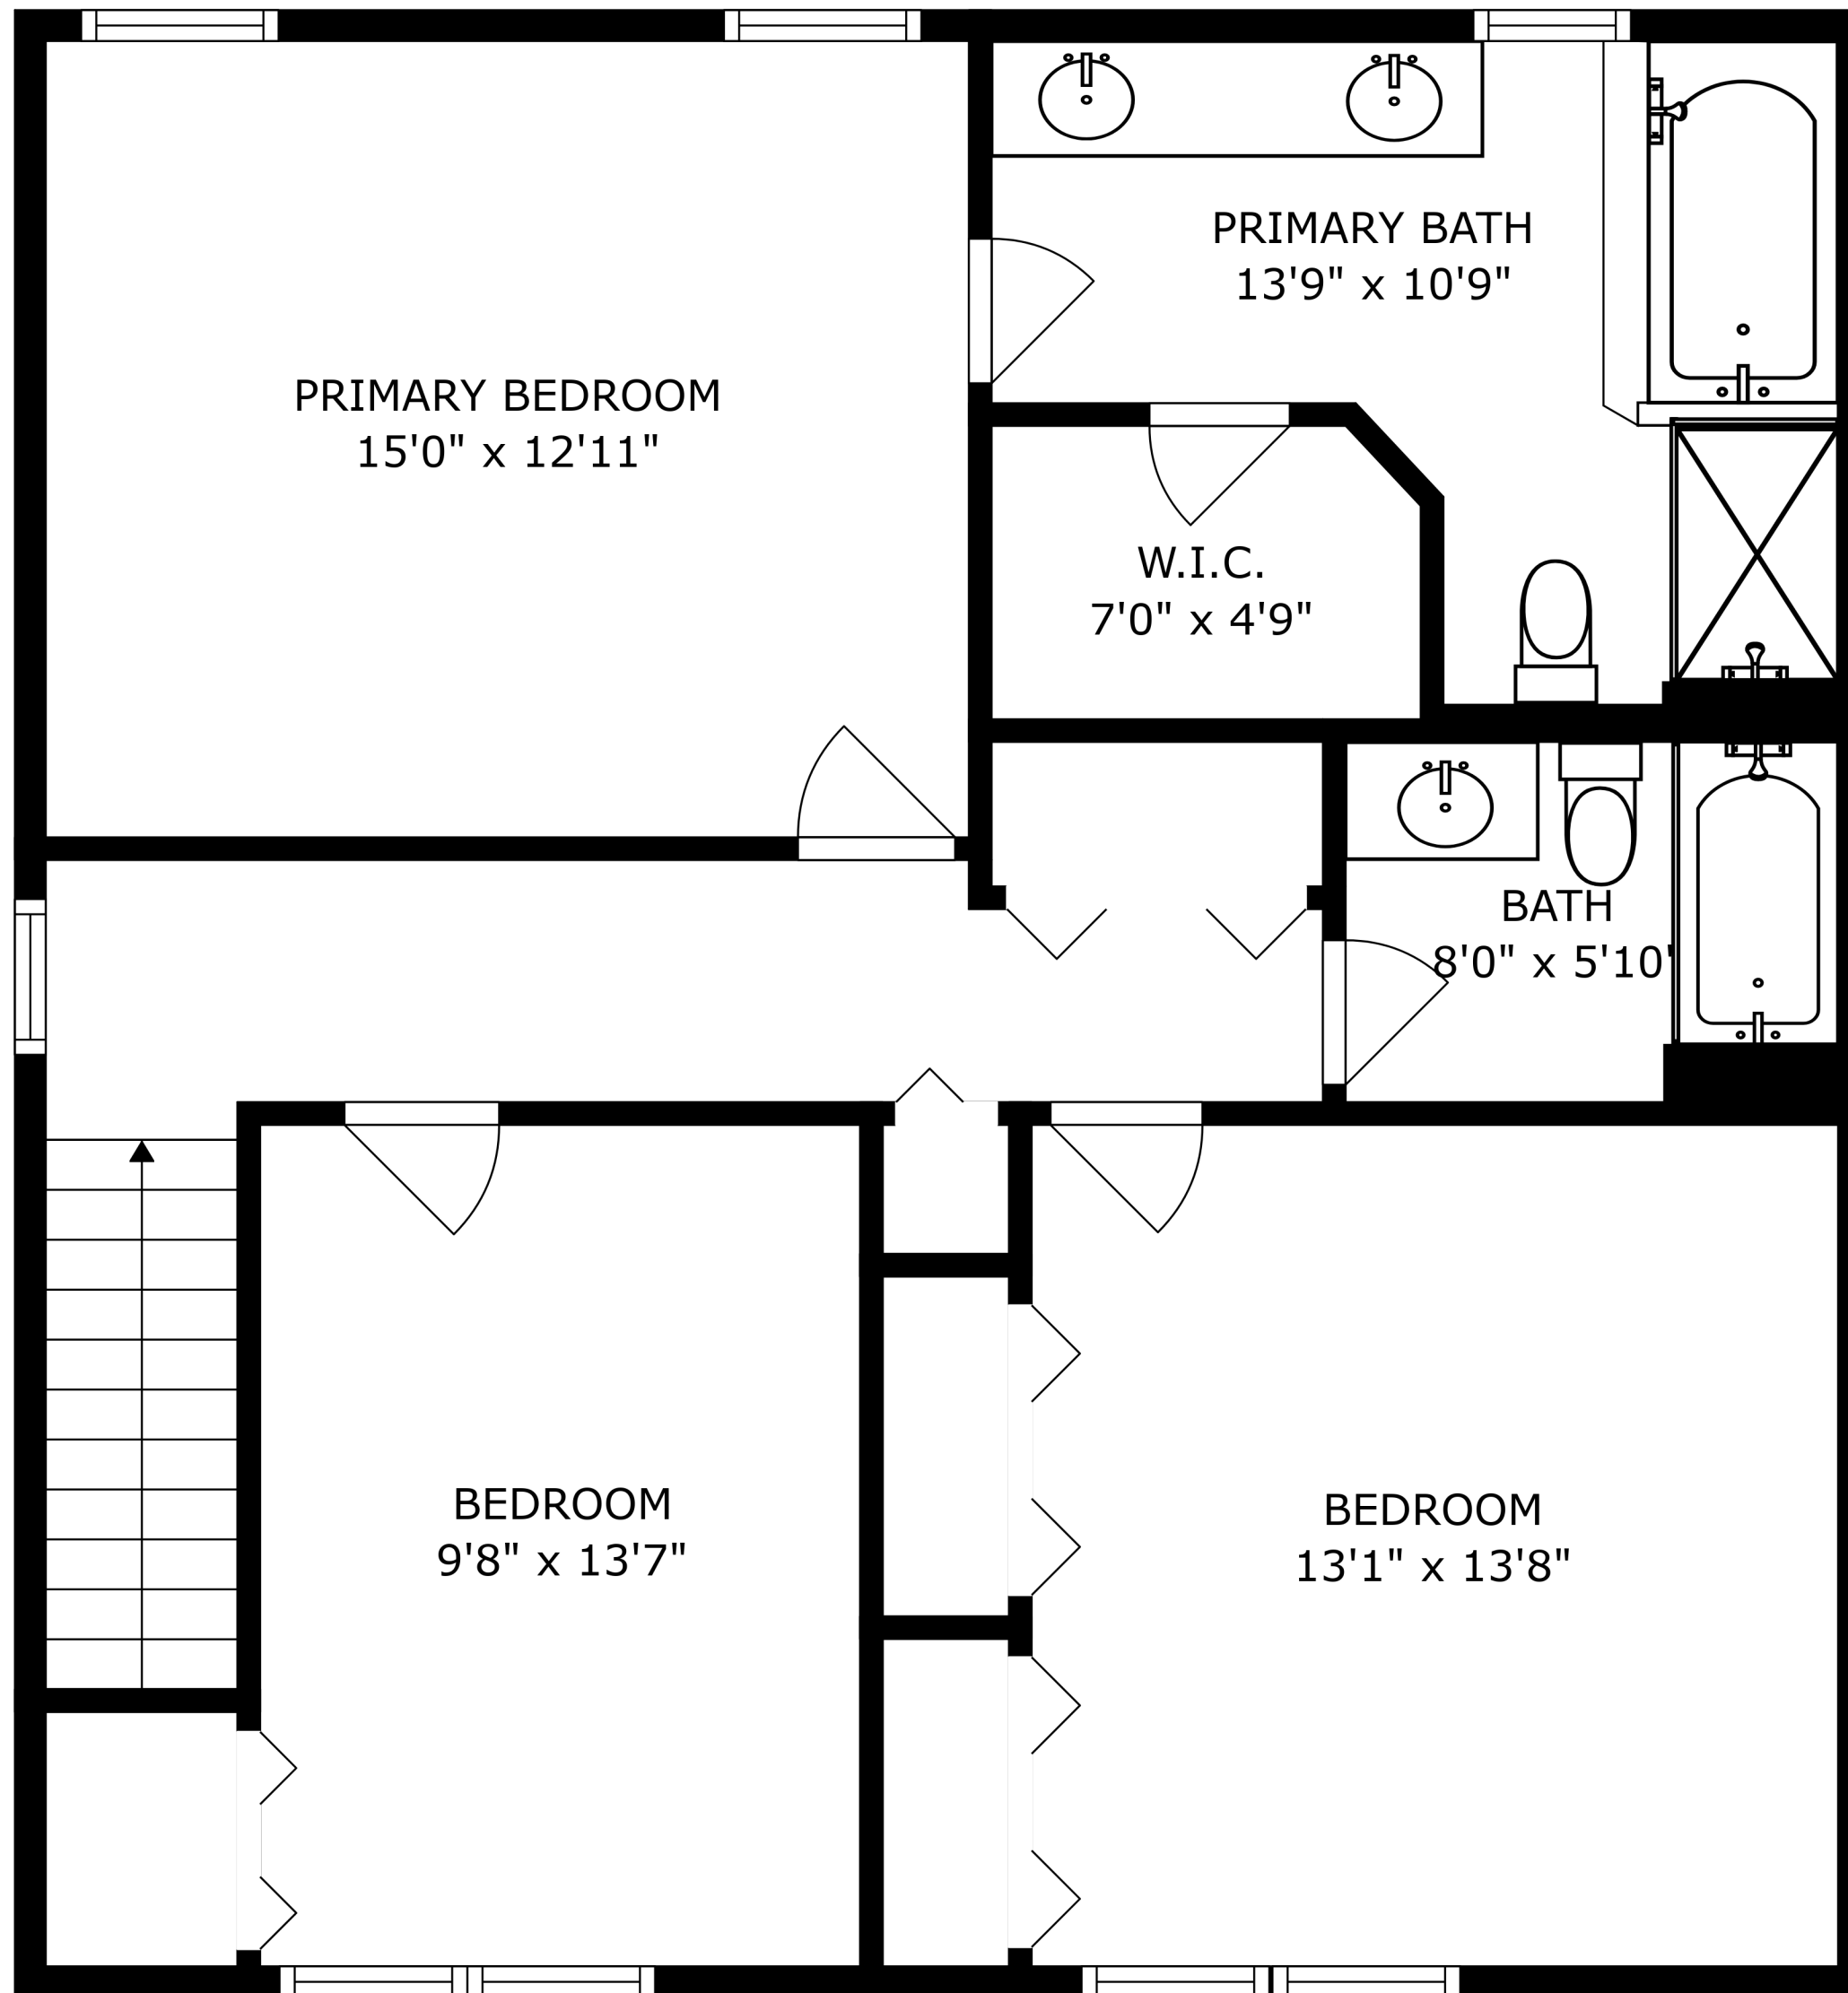 PRIMARY BATH
13'9" x 10'9"
PRIMARY BEDROOM
15'0" x 12'11"
W.I.C.
7'0" x 4'9"
BATH
8'0" x 5'10"
BEDROOM
9'8" x 13'7"
BEDROOM
13'1" x 13'8"